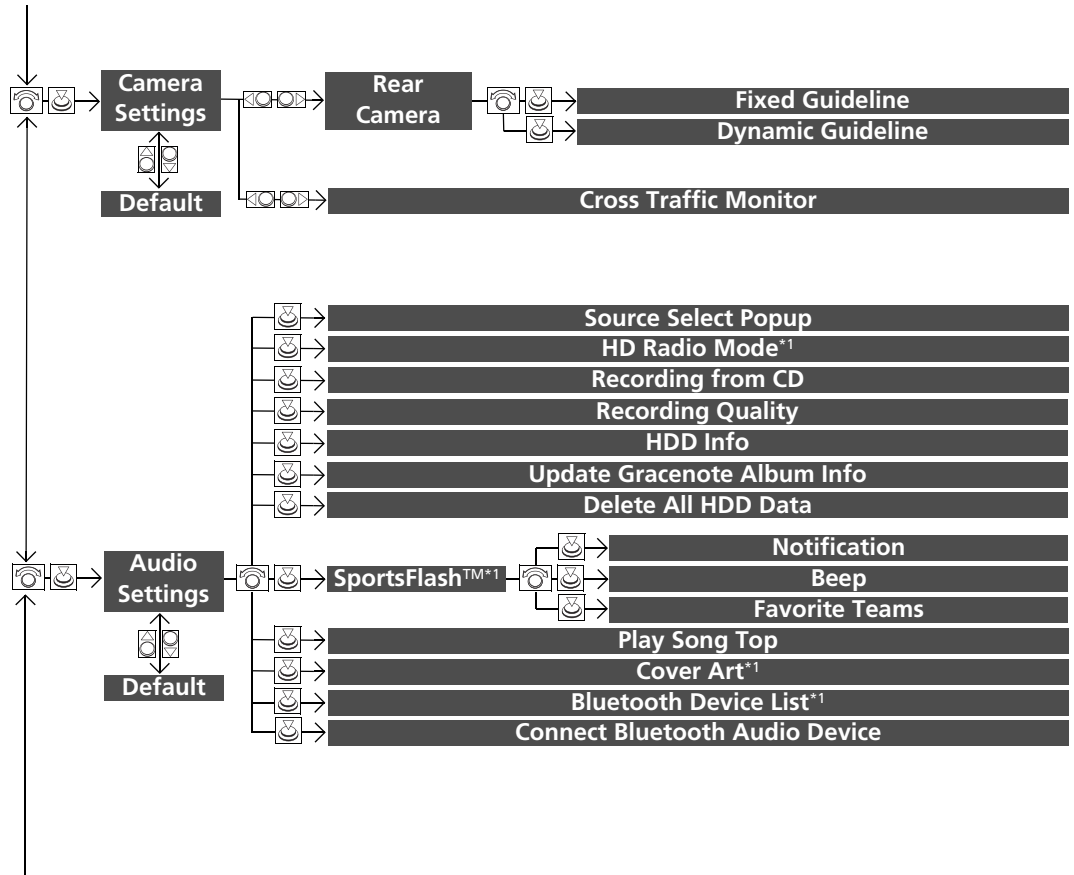 Camera
Settings
Rear
Camera
Fixed Guideline
Dynamic Guideline
Default
Cross Traffic Monitor
Source Select Popup
HD Radio Mode*1
Recording from CD
Recording Quality
HDD Info
Update Gracenote Album Info
Delete All HDD Data
Audio
Settings
SportsFlash™*1
Notification
Beep
Favorite Teams
Default
Play Song Top
Cover Art*1
Bluetooth Device List*1
Connect Bluetooth Audio Device